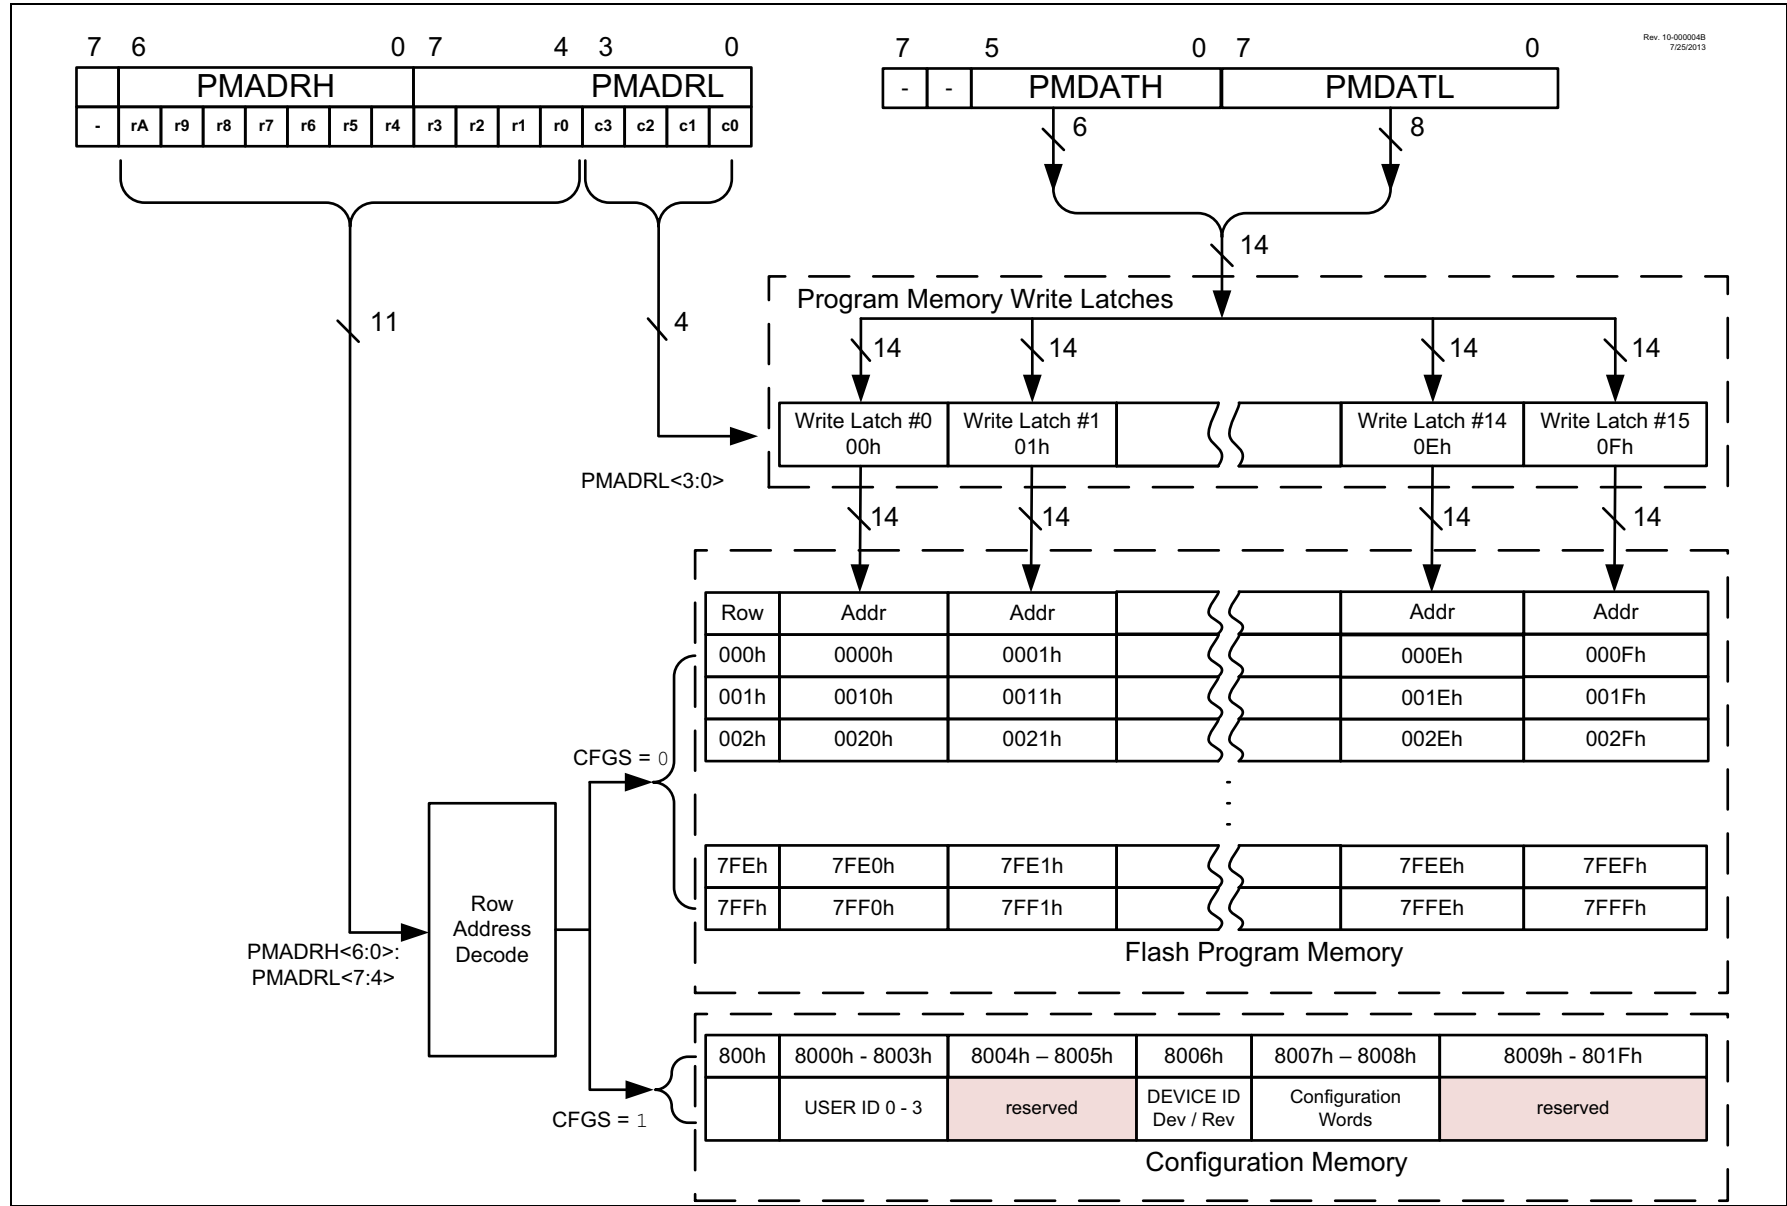 7 6 0 7 4 3 0
PMADRH PMADRL
- rA r9 r8 r7 r6 r5 r4 r3 r2 r1 r0 c3 c2 c1 c0
7 5 0 7 0
- - PMDATH PMDATL
Rev. 10-000004B
7/25/2013
6 8
14
11
4
Program Memory Write Latches
14 14 14 14
Write Latch #0
00h
Write Latch #1
01h
Write Latch #14
0Eh
Write Latch #15
0Fh
PMADRL<3:0>
14 14 14 14
Row Addr Addr Addr Addr
000h 0000h 0001h 000Eh 000Fh
001h 0010h 0011h 001Eh 001Fh
002h 0020h 0021h 002Eh 002Fh
CFGS = 0
7FEh 7FE0h 7FE1h 7FEEh 7FEFh
7FFh 7FF0h 7FF1h 7FFEh 7FFFh
Flash Program Memory
Row
Address
Decode
PMADRH<6:0>:
PMADRL<7:4>
800h 8000h - 8003h 8004h – 8005h 8006h 8007h – 8008h 8009h - 801Fh
USER ID 0 - 3
reserved
DEVICE ID
Dev / Rev
Configuration
Words
reserved
CFGS = 1
Configuration Memory